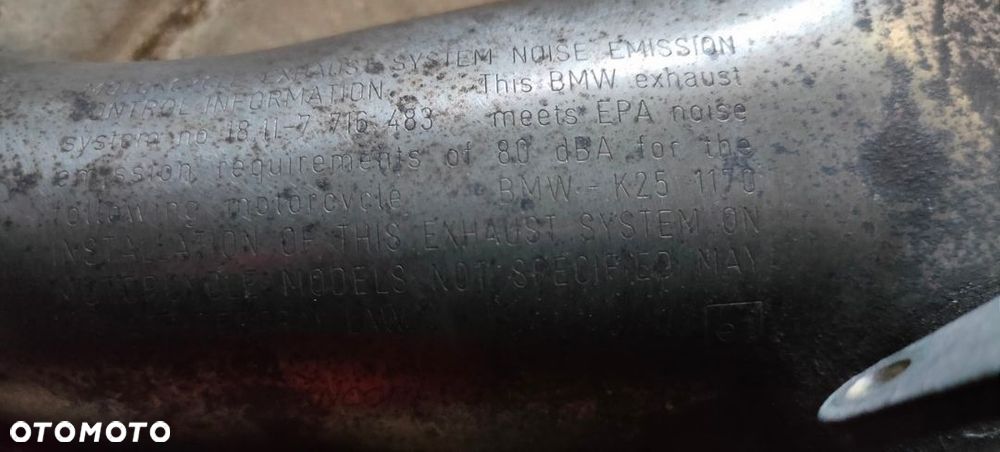 MOTORCYCLE EXHAUST SYSTEM NOISE EMISSION
CONTROL INFORMATION This BMW exhaust
system no 18.11-7 716 483 meets EPA noise
emission requirements of 80 dBA for the
following motorcycle BMW - K25 1170
INSTALLATION OF THIS EXHAUST SYSTEM ON
MOTORCYCLE MODELS NOT SPECIFIED MAY
OTOMOTO